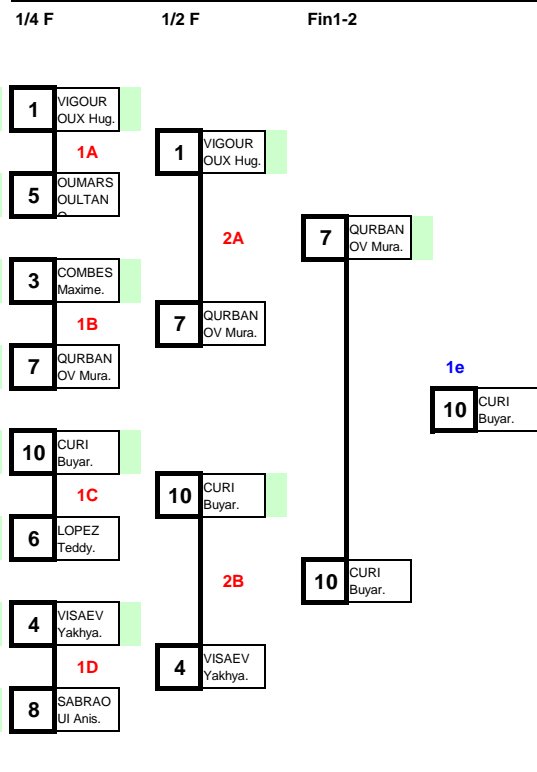 1/4 F 1/2 F Fin1-2
1 VIGOUR
OUX Hug.
1A
5 OUMARS
OULTAN
3 COMBES
Maxime.
1B
7 QURBAN
OV Mura.
10 CURI
Buyar.
1C
6 LOPEZ
Teddy.
4 VISAEV
Yakhya.
1D
8 SABRAO
UI Anis.
1 VIGOUR
OUX Hug.
2A
7 QURBAN
OV Mura.
10 CURI
Buyar.
2B
4 VISAEV
Yakhya.
7 QURBAN
OV Mura.
10 CURI
Buyar.
1e
10 CURI
Buyar.